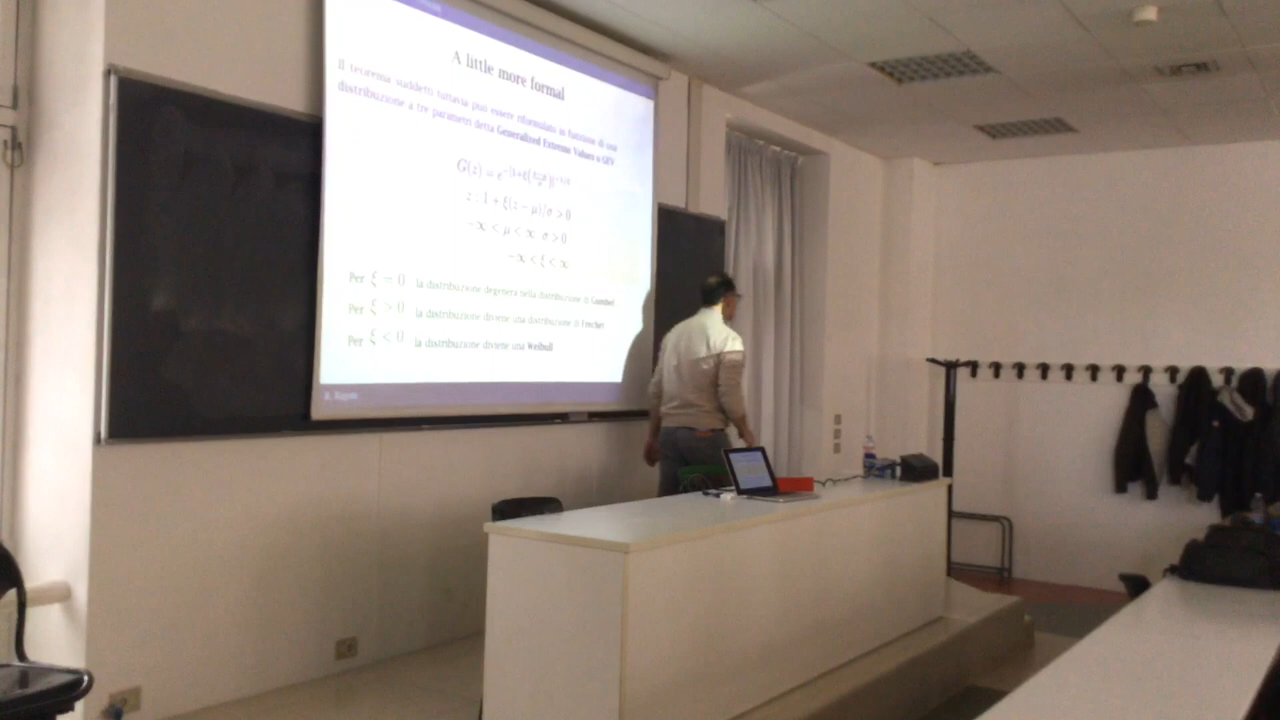 A little more formal
Il teorema suddetto tuttavia può essere riformulato in funzione di una
distribuzione a tre parametri detta Generalized Extreme Values o GEV
G(z) = e
z : 1 + ξ(z − μ)/σ > 0
−∞ < μ < ∞ σ > 0
−∞ < ξ < ∞
Per ξ = 0 la distribuzione degenera nella distribuzione di Gumbel
Per ξ > 0 la distribuzione diviene una distribuzione di Frechet
Per ξ < 0 la distribuzione diviene una Weibull
R. Rigon